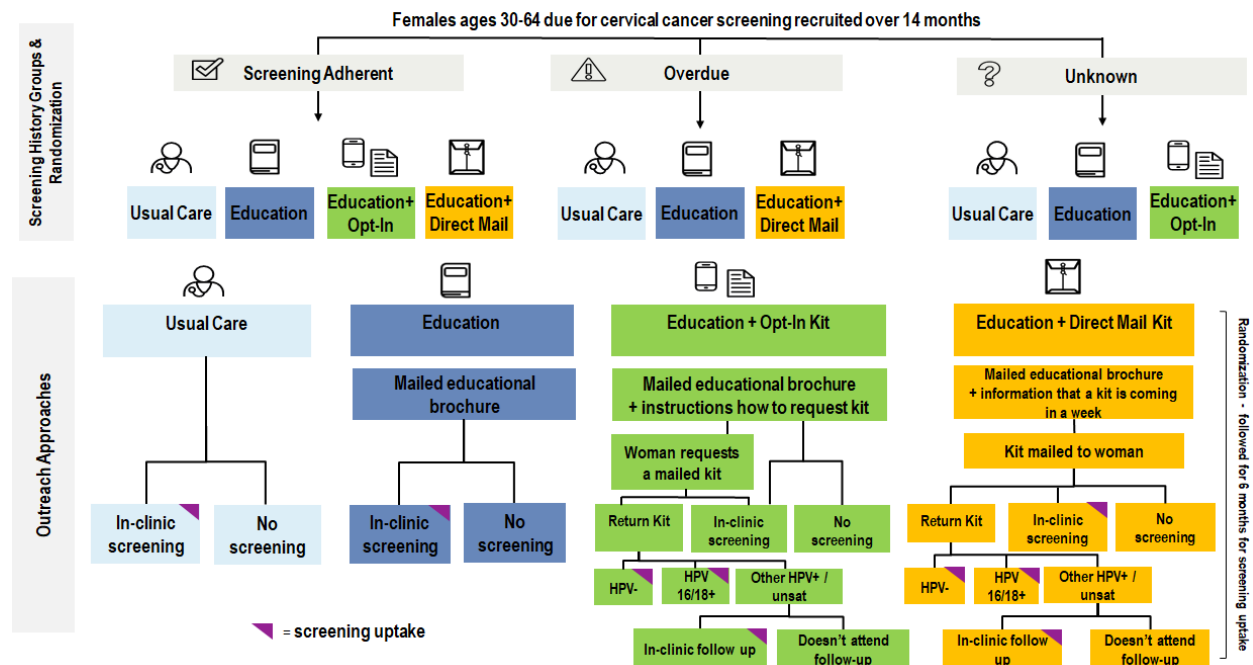 Females ages 30-64 due for cervical cancer screening recruited over 14 months
Screening History Groups &
Randomization
Screening Adherent
Overdue
?
Unknown
Usual Care
Education
Education+
Opt-In
Education+
Direct Mail
Usual Care
Education
Education+
Direct Mail
Usual Care
Education
Education+
Opt-In
Outreach Approaches
Usual Care
In-clinic
screening
No
screening
Education
Mailed educational
brochure
In-clinic
screening
No
screening
Education + Opt-In Kit
Mailed educational brochure
+ instructions how to request kit
Woman requests
a mailed kit
Return Kit
In-clinic
screening
No
screening
HPV-
HPV
16/18+
Other HPV+ /
unsat
In-clinic follow up
Doesn't attend
follow-up
Education + Direct Mail Kit
Mailed educational brochure
+ information that a kit is coming
in a week
Kit mailed to woman
Return Kit
In-clinic
screening
No
screening
HPV-
HPV
16/18+
Other HPV+ /
unsat
In-clinic follow
up
Doesn't attend
follow-up
Randomization - followed for 6 months for screening uptake
= screening uptake